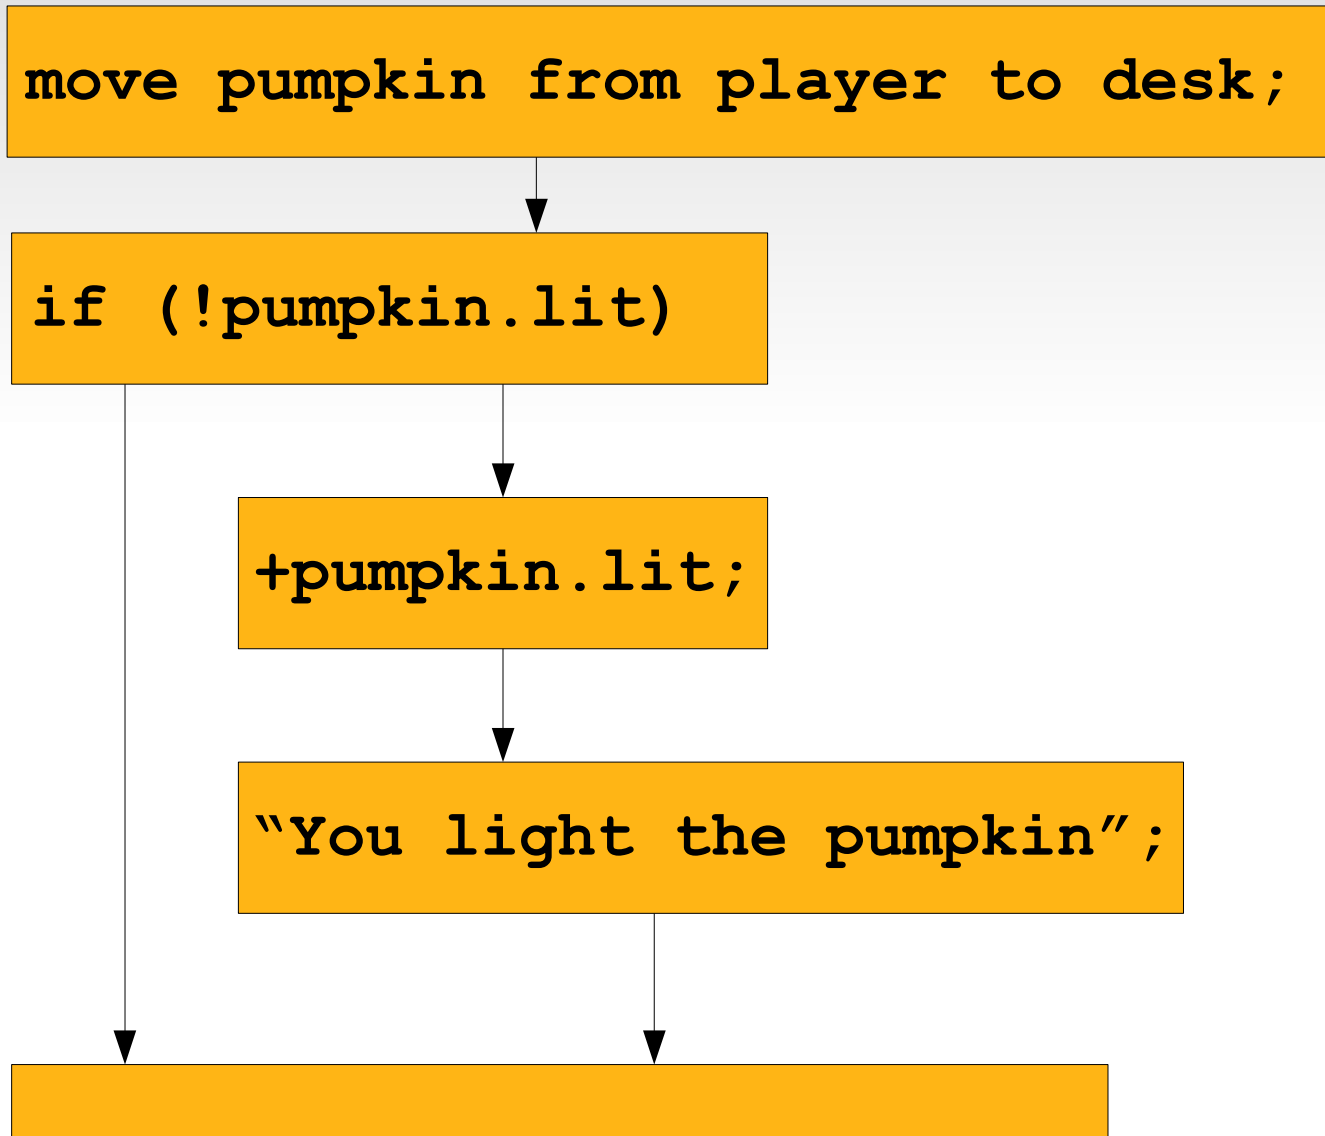 move pumpkin from player to desk;
if (!pumpkin.lit)
+pumpkin.lit;
“You light the pumpkin”;